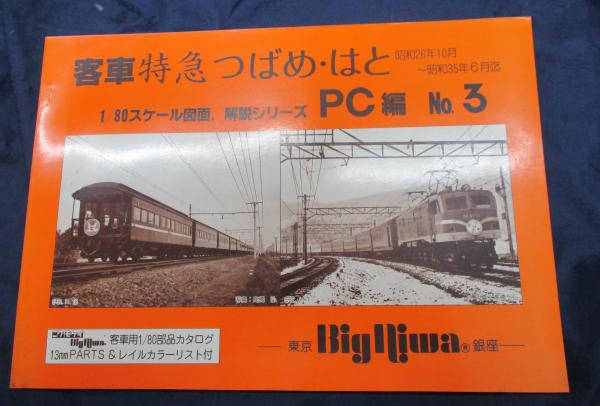 客車特急つばめ・はと
昭和26年10月
～昭和35年6月迄
1/80スケール図面，解説シリーズ PC編 No.3
BigNiwa. 客車用1/80部品カタログ
13mm PARTS & レイルカラーリスト付
東京 BigNiwa® 銀座